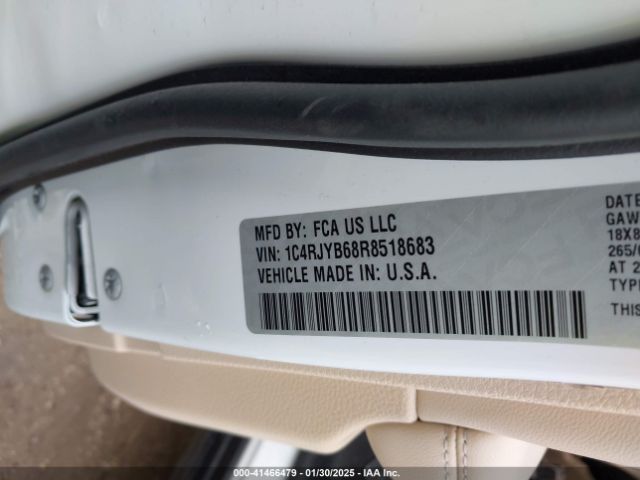 MFD BY: FCA US LLC
VIN: 1C4RJYB68R8518683
VEHICLE MADE IN: U.S.A.
DATE
GAW
18X8
265/6
AT 2
TYP
THIS
000-41466479 - 01/30/2025 - IAA Inc.